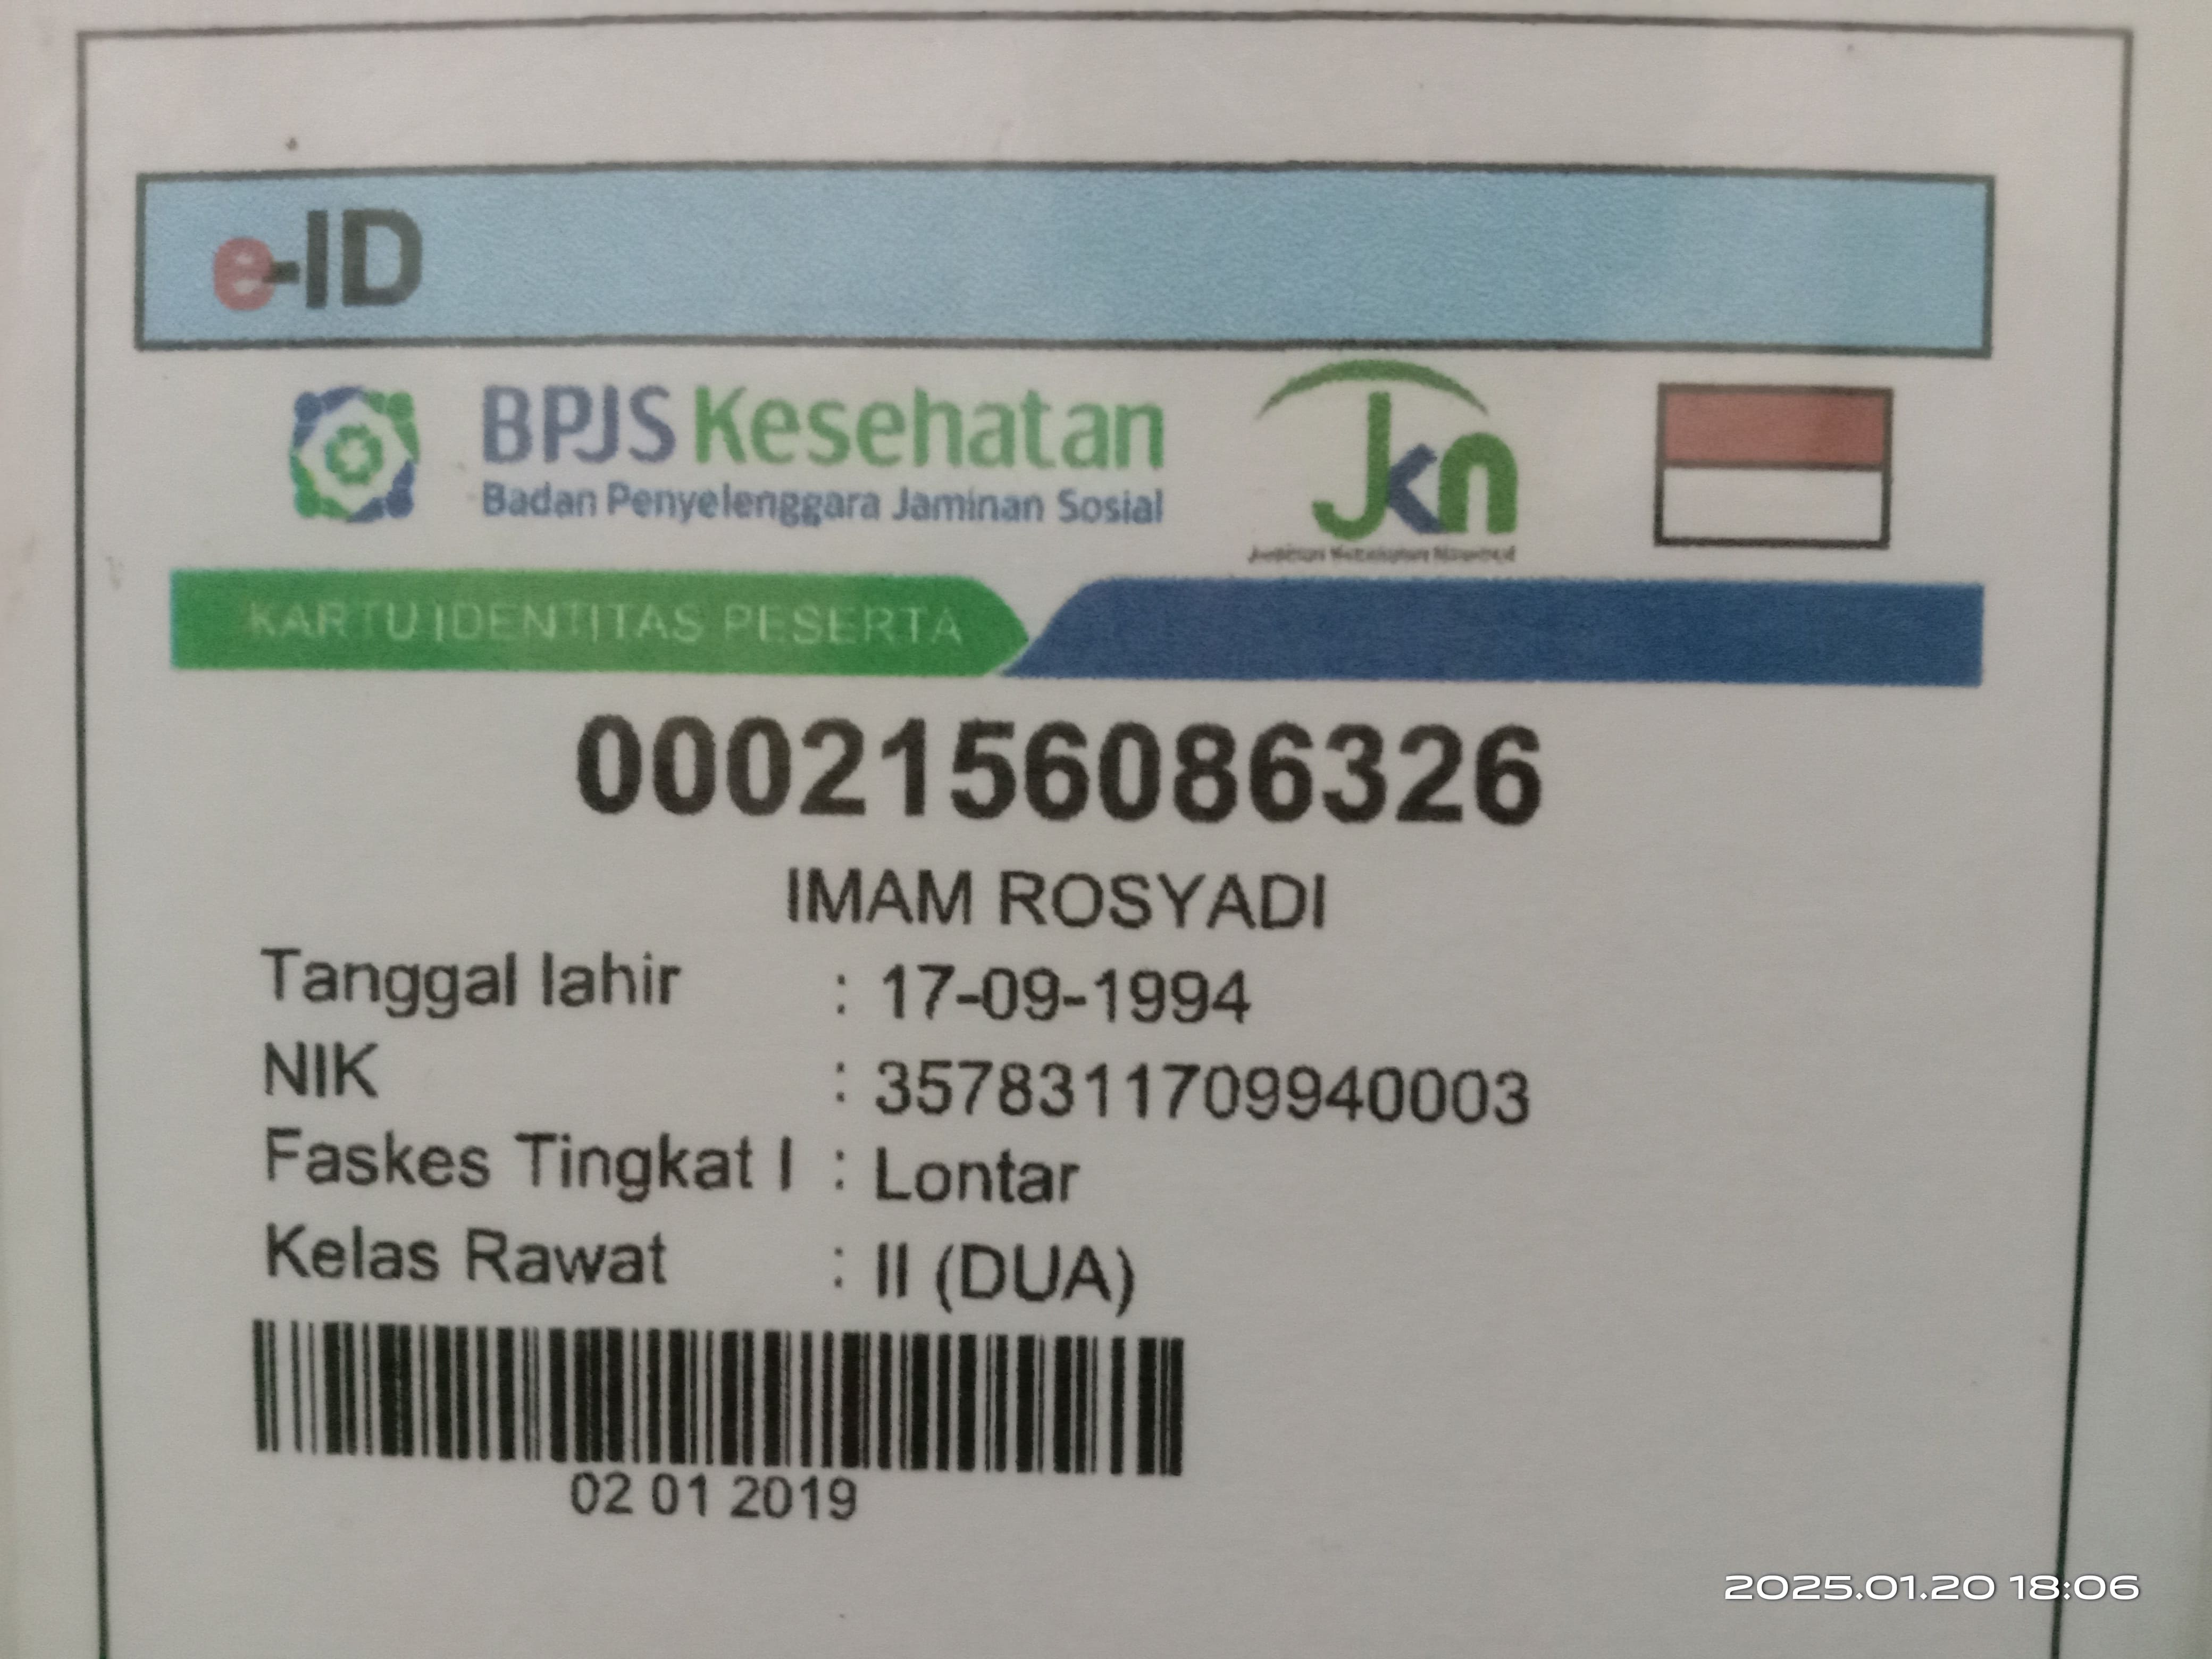 e-ID
BPJS Kesehatan
Badan Penyelenggara Jaminan Sosial
Jkn
KARTU IDENTITAS PESERTA
0002156086326
IMAM ROSYADI
Tanggal lahir : 17-09-1994
NIK : 3578311709940003
Faskes Tingkat I : Lontar
Kelas Rawat : II (DUA)
02 01 2019
2025.01.20 18:06